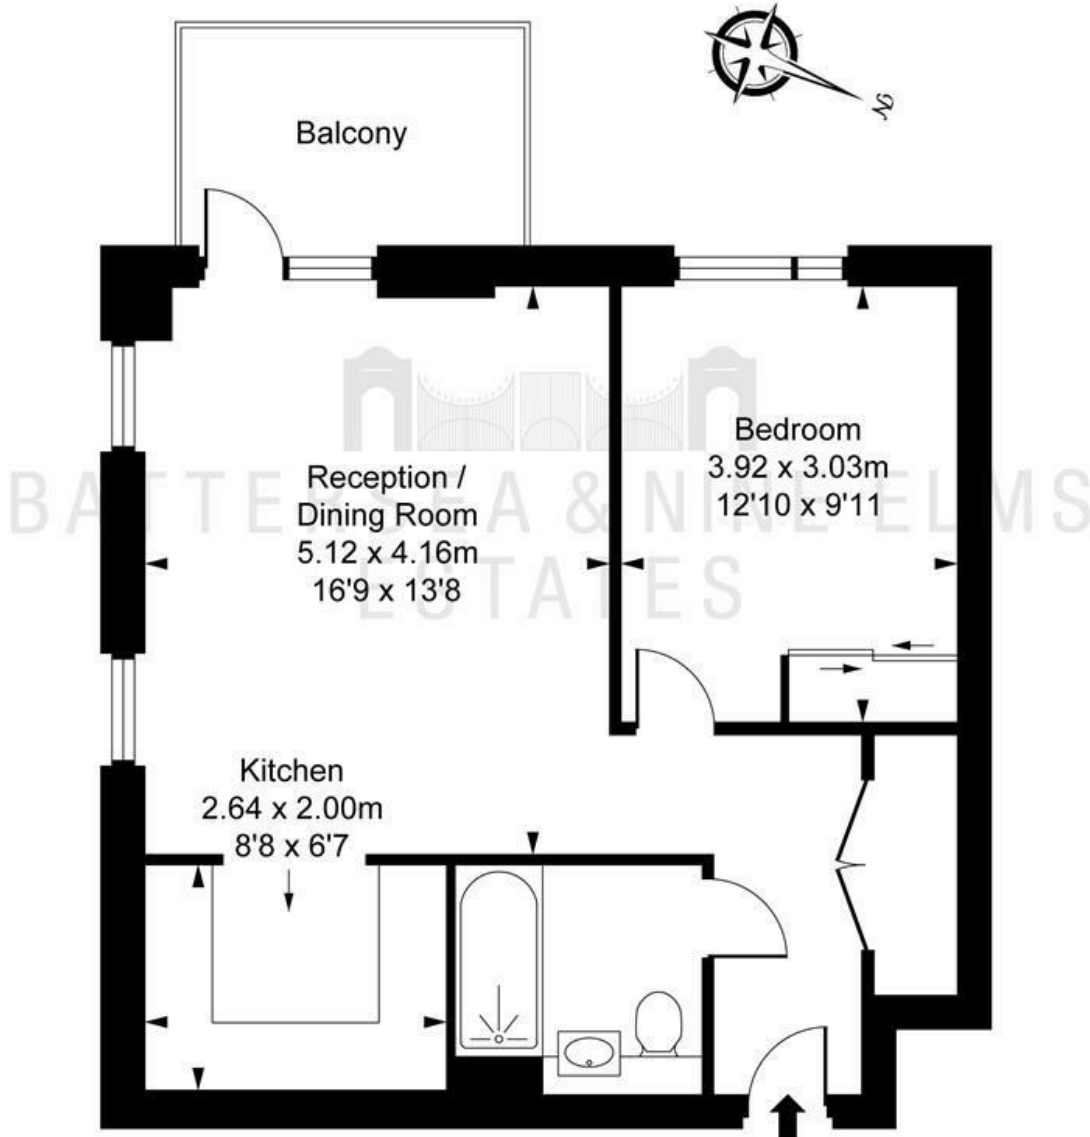 N
Balcony
Bedroom
3.92 x 3.03m
12'10 x 9'11
Reception /
Dining Room
5.12 x 4.16m
16'9 x 13'8
BATTERSEA & NINE ELMS
ESTATES
Kitchen
2.64 x 2.00m
8'8 x 6'7